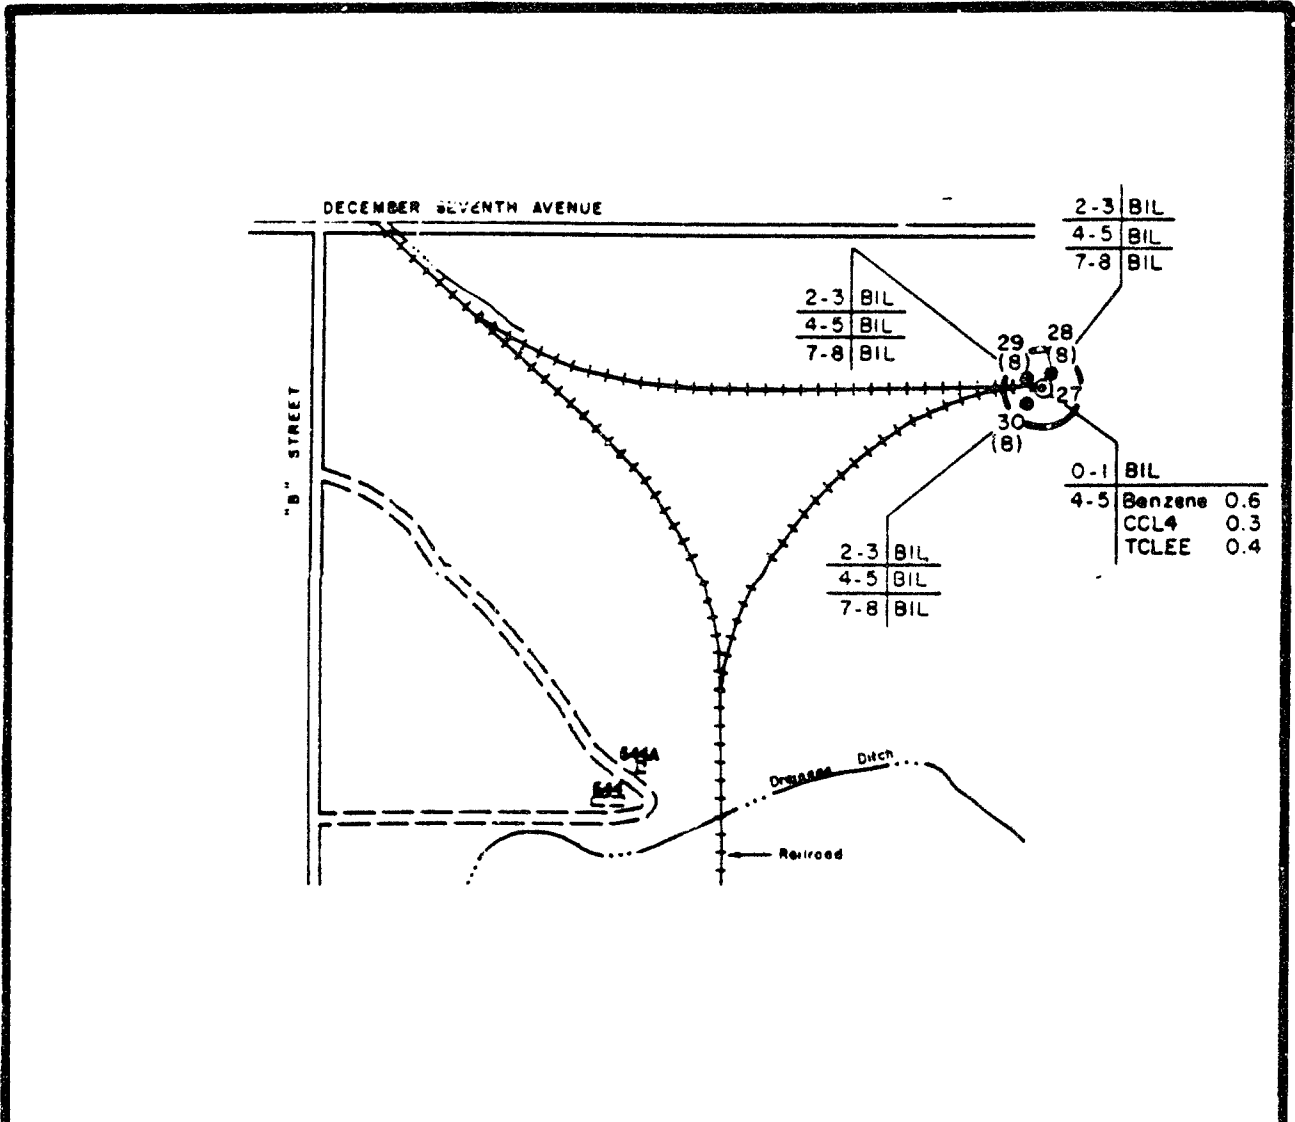 DECEMBER SEVENTH AVENUE
2-3 BIL
4-5 BIL
7-8 BIL
2-3 BIL
4-5 BIL
7-8 BIL
29
(8)
28
(8)
27
30
(8)
"B" STREET
0-1 BIL
4-5 Benzene 0.6
CCL4 0.3
TCLEE 0.4
2-3 BIL
4-5 BIL
7-8 BIL
544A
544
Drainage Ditch
Railroad